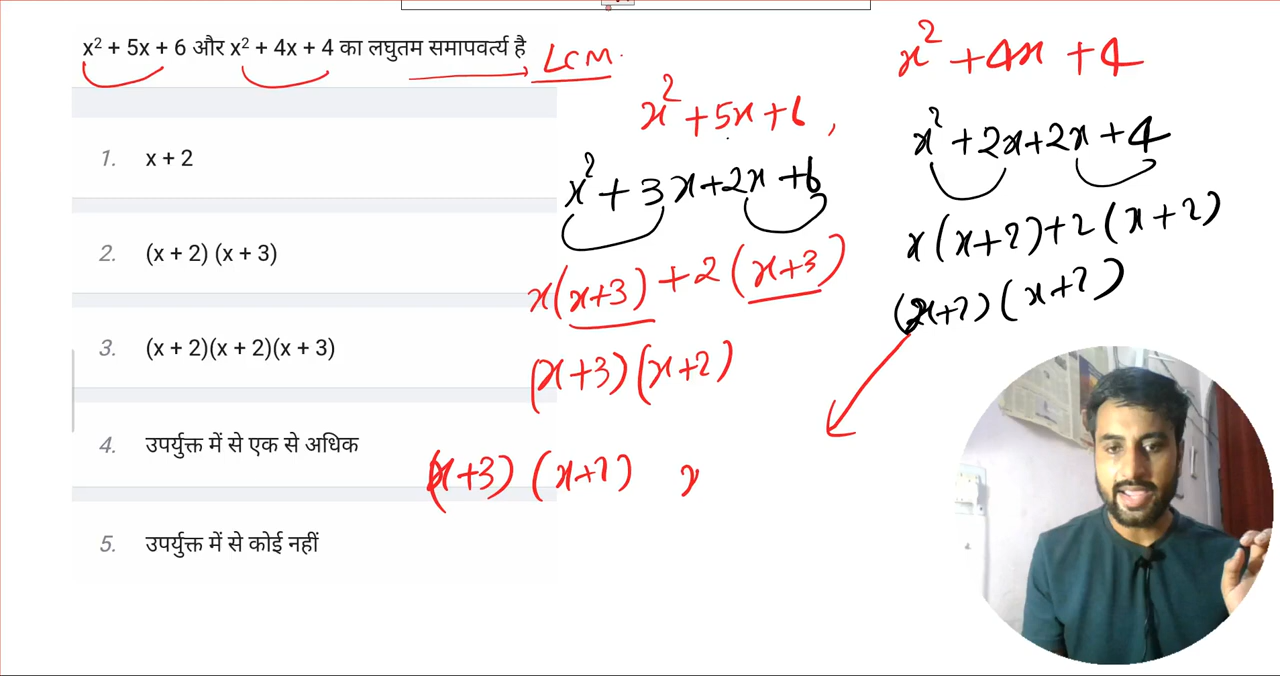 x² + 5x + 6 और x² + 4x + 4 का लघुतम समापवर्त्य है
LCM.
1. x + 2
2. (x + 2) (x + 3)
3. (x + 2)(x + 2)(x + 3)
4. उपर्युक्त में से एक से अधिक
5. उपर्युक्त में से कोई नहीं
x² + 5x + 6 ,
x² + 3x + 2x + 6
x(x+3) + 2(x+3)
(x+3)(x+2)
(x+3) (x+2) x
x² + 4x + 4
x² + 2x + 2x + 4
x(x+2) + 2(x+2)
(x+2)(x+2)